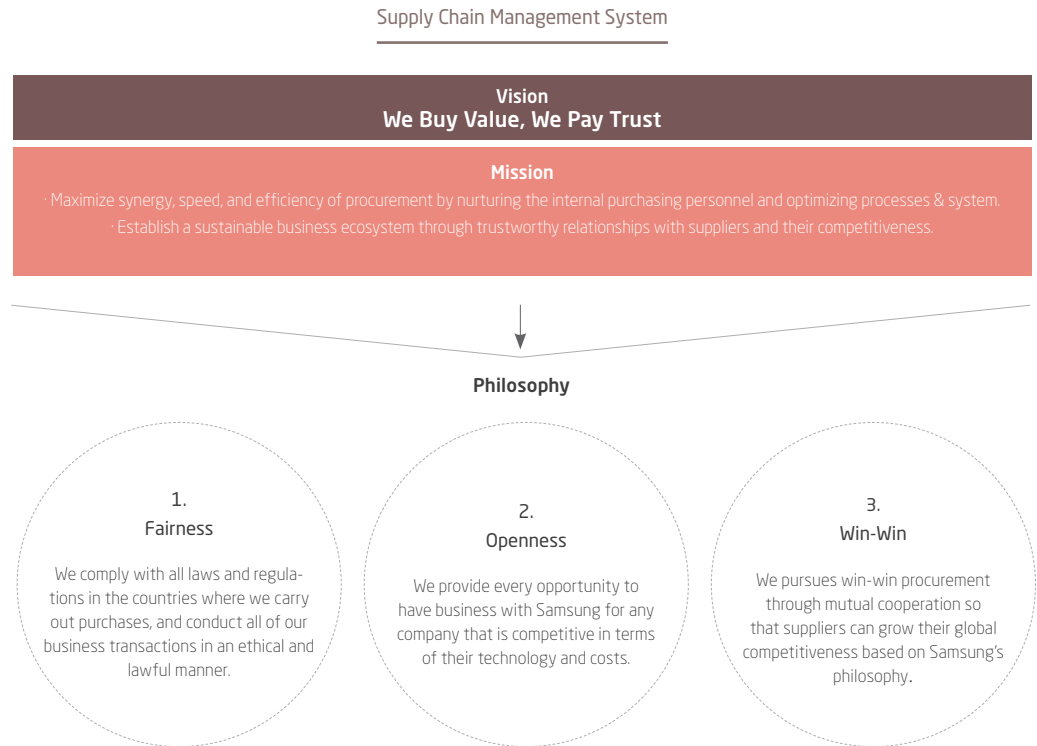 Supply Chain Management System
Vision
We Buy Value, We Pay Trust
Mission
· Maximize synergy, speed, and efficiency of procurement by nurturing the internal purchasing personnel and optimizing processes & system.
· Establish a sustainable business ecosystem through trustworthy relationships with suppliers and their competitiveness.
Philosophy
1.
Fairness
We comply with all laws and regula-
tions in the countries where we carry
out purchases, and conduct all of our
business transactions in an ethical and
lawful manner.
2.
Openness
We provide every opportunity to
have business with Samsung for any
company that is competitive in terms
of their technology and costs.
3.
Win-Win
We pursues win-win procurement
through mutual cooperation so
that suppliers can grow their global
competitiveness based on Samsung's
philosophy.